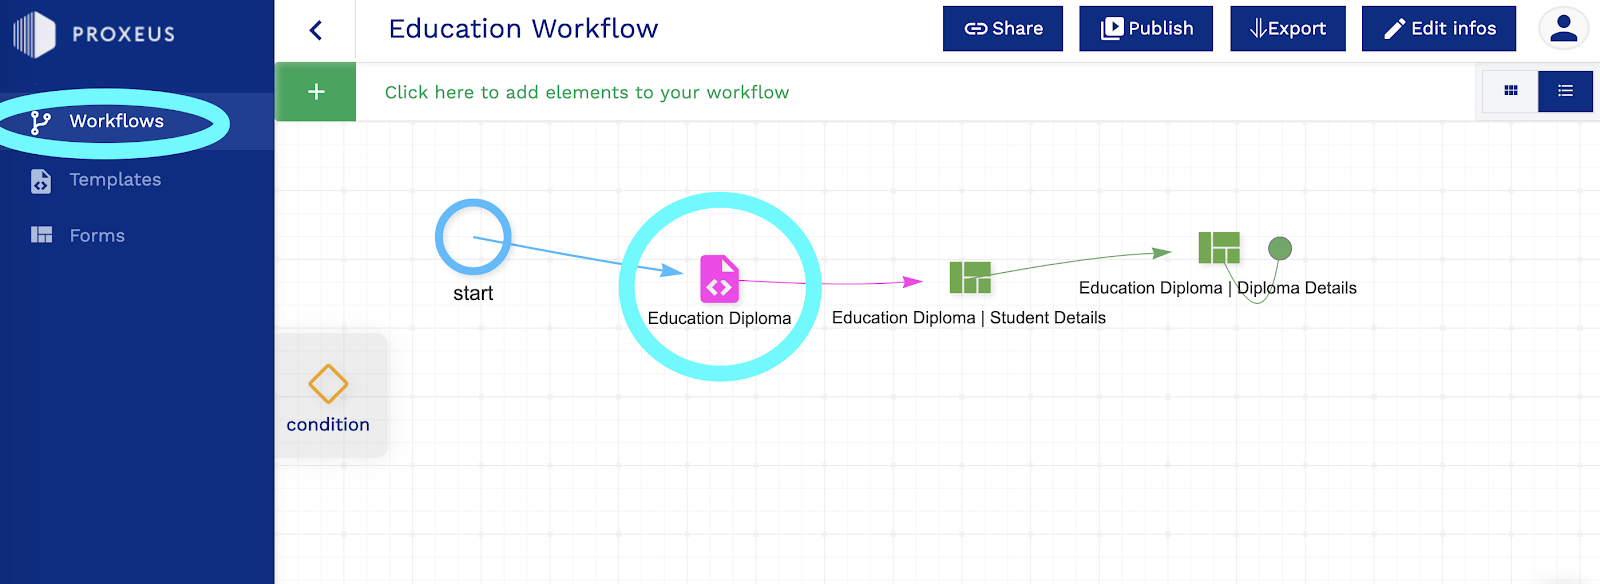 PROXEUS
Education Workflow
Share
Publish
Export
Edit infos
+
Click here to add elements to your workflow
Workflows
Templates
Forms
start
Education Diploma
Education Diploma | Student Details
Education Diploma | Diploma Details
condition